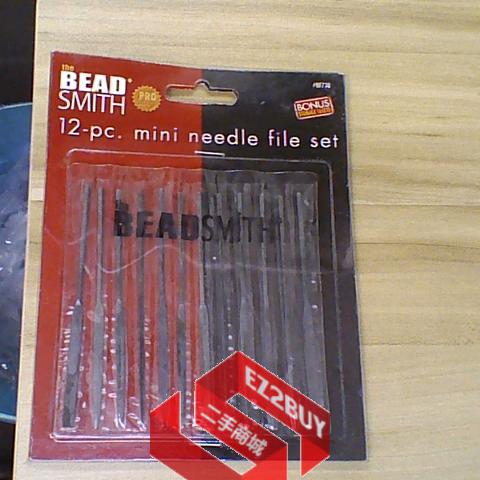 the
BEAD
SMITH
PRO
BONUS
12-pc. mini needle file set
BEADSMITH
EZ2BUY
二手商城